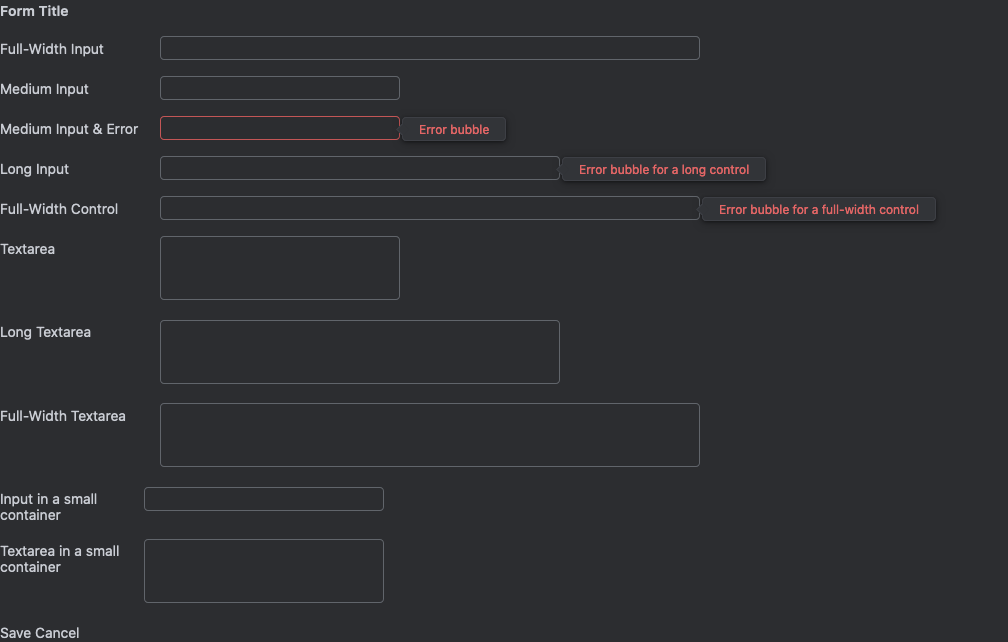 Form Title
Full-Width Input
Medium Input
Medium Input & Error
Error bubble
Long Input
Error bubble for a long control
Full-Width Control
Error bubble for a full-width control
Textarea
Long Textarea
Full-Width Textarea
Input in a small
container
Textarea in a small
container
Save Cancel